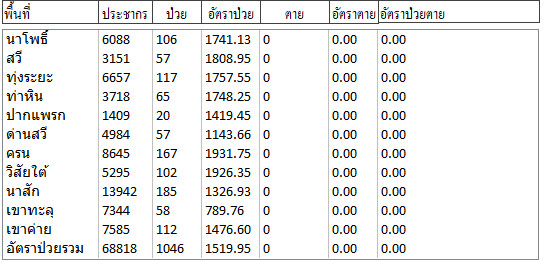 พื้นที่ ประชากร ป่วย อัตราป่วย ตาย อัตราตาย อัตราป่วยตาย
นาโพธิ์ 6088 106 1741.13 0 0.00 0.00
สวี 3151 57 1808.95 0 0.00 0.00
ทุ่งระยะ 6657 117 1757.55 0 0.00 0.00
ท่าหิน 3718 65 1748.25 0 0.00 0.00
ปากแพรก 1409 20 1419.45 0 0.00 0.00
ด่านสวี 4984 57 1143.66 0 0.00 0.00
ครน 8645 167 1931.75 0 0.00 0.00
วิสัยใต้ 5295 102 1926.35 0 0.00 0.00
นาสัก 13942 185 1326.93 0 0.00 0.00
เขาทะลุ 7344 58 789.76 0 0.00 0.00
เขาค่าย 7585 112 1476.60 0 0.00 0.00
อัตราป่วยรวม 68818 1046 1519.95 0 0.00 0.00